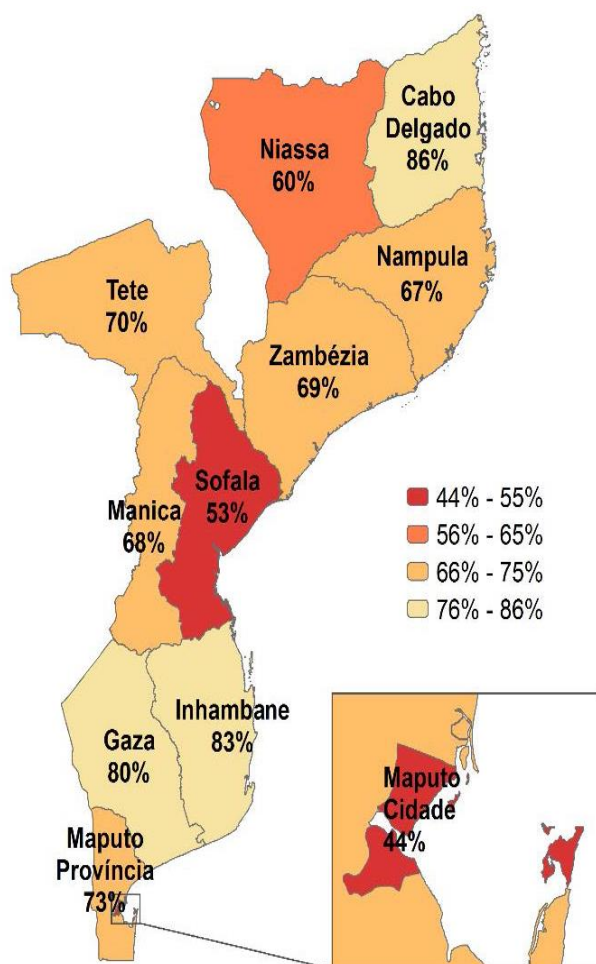 Cabo
Delgado
86%
Niassa
60%
Nampula
67%
Tete
70%
Zambézia
69%
Sofala
53%
Manica
68%
44% - 55%
56% - 65%
66% - 75%
76% - 86%
Inhambane
83%
Gaza
80%
Maputo
Cidade
44%
Maputo
Província
73%